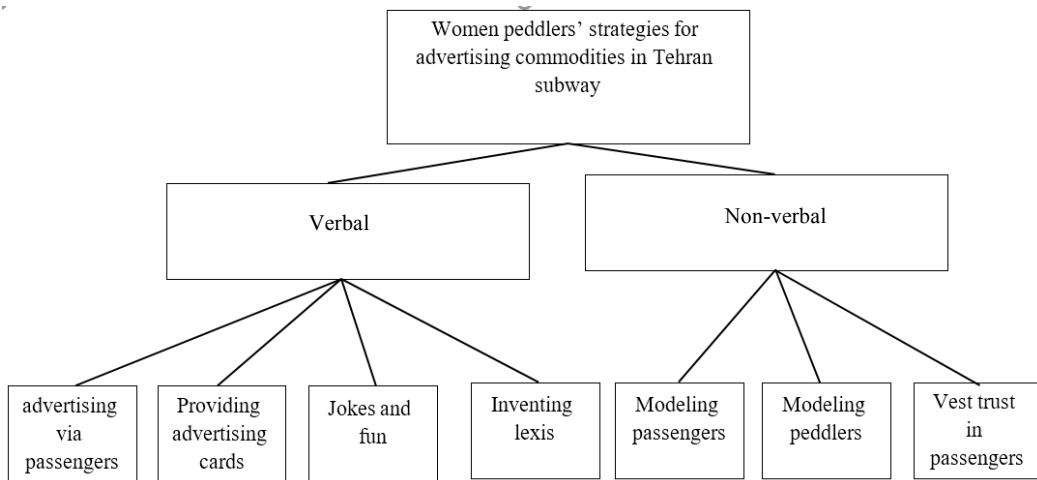 Women peddlers’ strategies for
advertising commodities in Tehran
subway
Verbal
Non-verbal
advertising
via
passengers
Providing
advertising
cards
Jokes and
fun
Inventing
lexis
Modeling
passengers
Modeling
peddlers
Vest trust
in
passengers